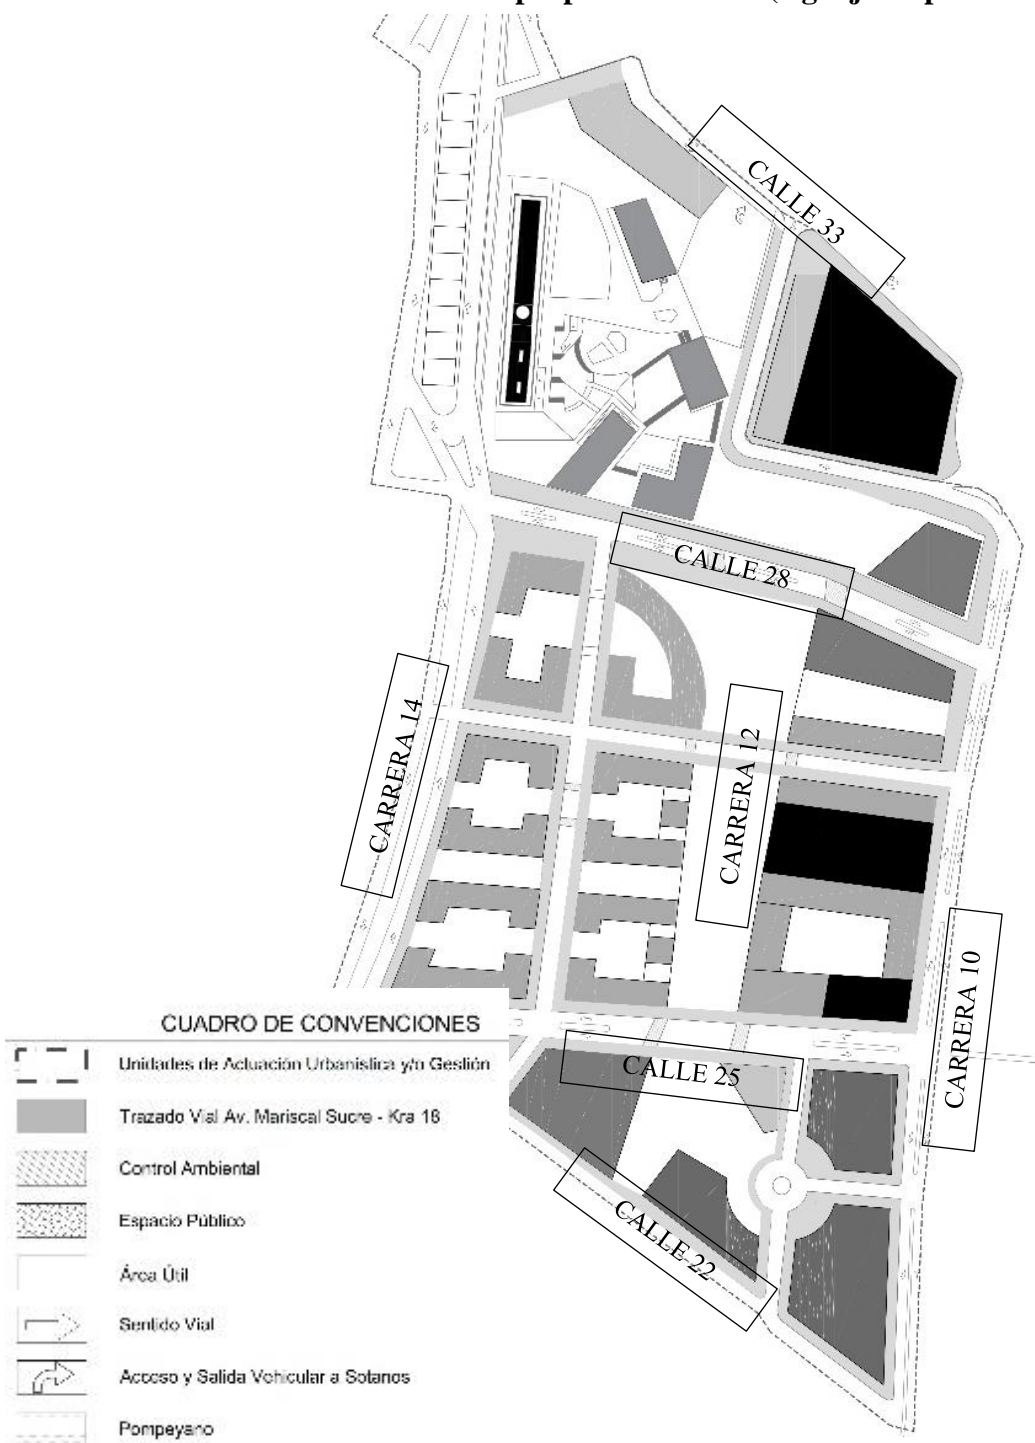 CALLE 33
CALLE 28
CARRERA 14
CARRERA 12
CARRERA 10
CALLE 25
CALLE 22
CUADRO DE CONVENCIONES
Unidades de Actuación Urbanística y/o Gestión
Trazado Vial Av. Mariscal Sucre - Kra 18
Control Ambiental
Espacio Público
Área Útil
Sentido Vial
Acceso y Salida Vehicular a Sotanos
Pompeyano